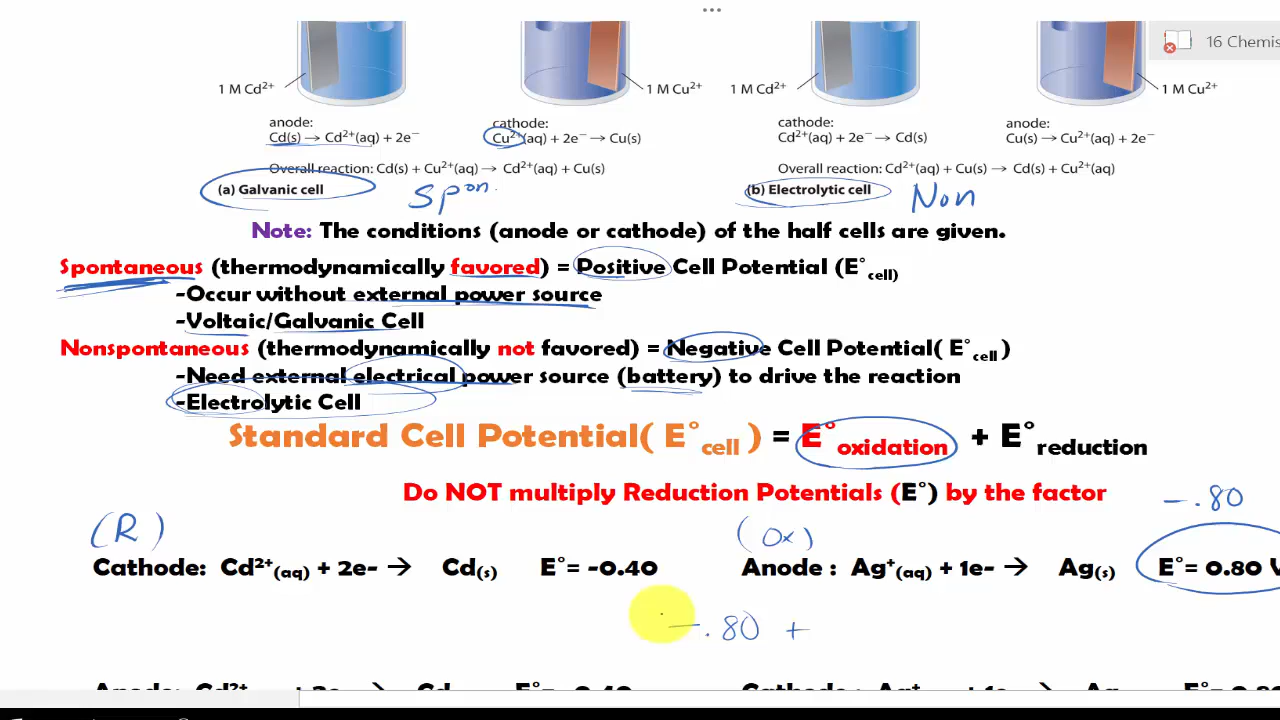 16 Chemis
1 M Cd²⁺
1 M Cu²⁺
1 M Cd²⁺
1 M Cu²⁺
anode:
Cd(s) → Cd²⁺(aq) + 2e⁻
cathode:
Cu²⁺(aq) + 2e⁻ → Cu(s)
cathode:
Cd²⁺(aq) + 2e⁻ → Cd(s)
anode:
Cu(s) → Cu²⁺(aq) + 2e⁻
Overall reaction: Cd(s) + Cu²⁺(aq) → Cd²⁺(aq) + Cu(s)
Overall reaction: Cd²⁺(aq) + Cu(s) → Cd(s) + Cu²⁺(aq)
(a) Galvanic cell
Spon.
(b) Electrolytic cell
Non
Note: The conditions (anode or cathode) of the half cells are given.
Spontaneous (thermodynamically favored) = Positive Cell Potential (E°cell)
-Occur without external power source
-Voltaic/Galvanic Cell
Nonspontaneous (thermodynamically not favored) = Negative Cell Potential( E°cell)
-Need external electrical power source (battery) to drive the reaction
-Electrolytic Cell
Standard Cell Potential( E°cell ) = E°oxidation + E°reduction
Do NOT multiply Reduction Potentials (E°) by the factor
-.80
(R)
(Ox)
Cathode: Cd²⁺(aq) + 2e- → Cd(s) E°= -0.40
Anode : Ag⁺(aq) + 1e- → Ag(s) E°= 0.80 V
-.80 +